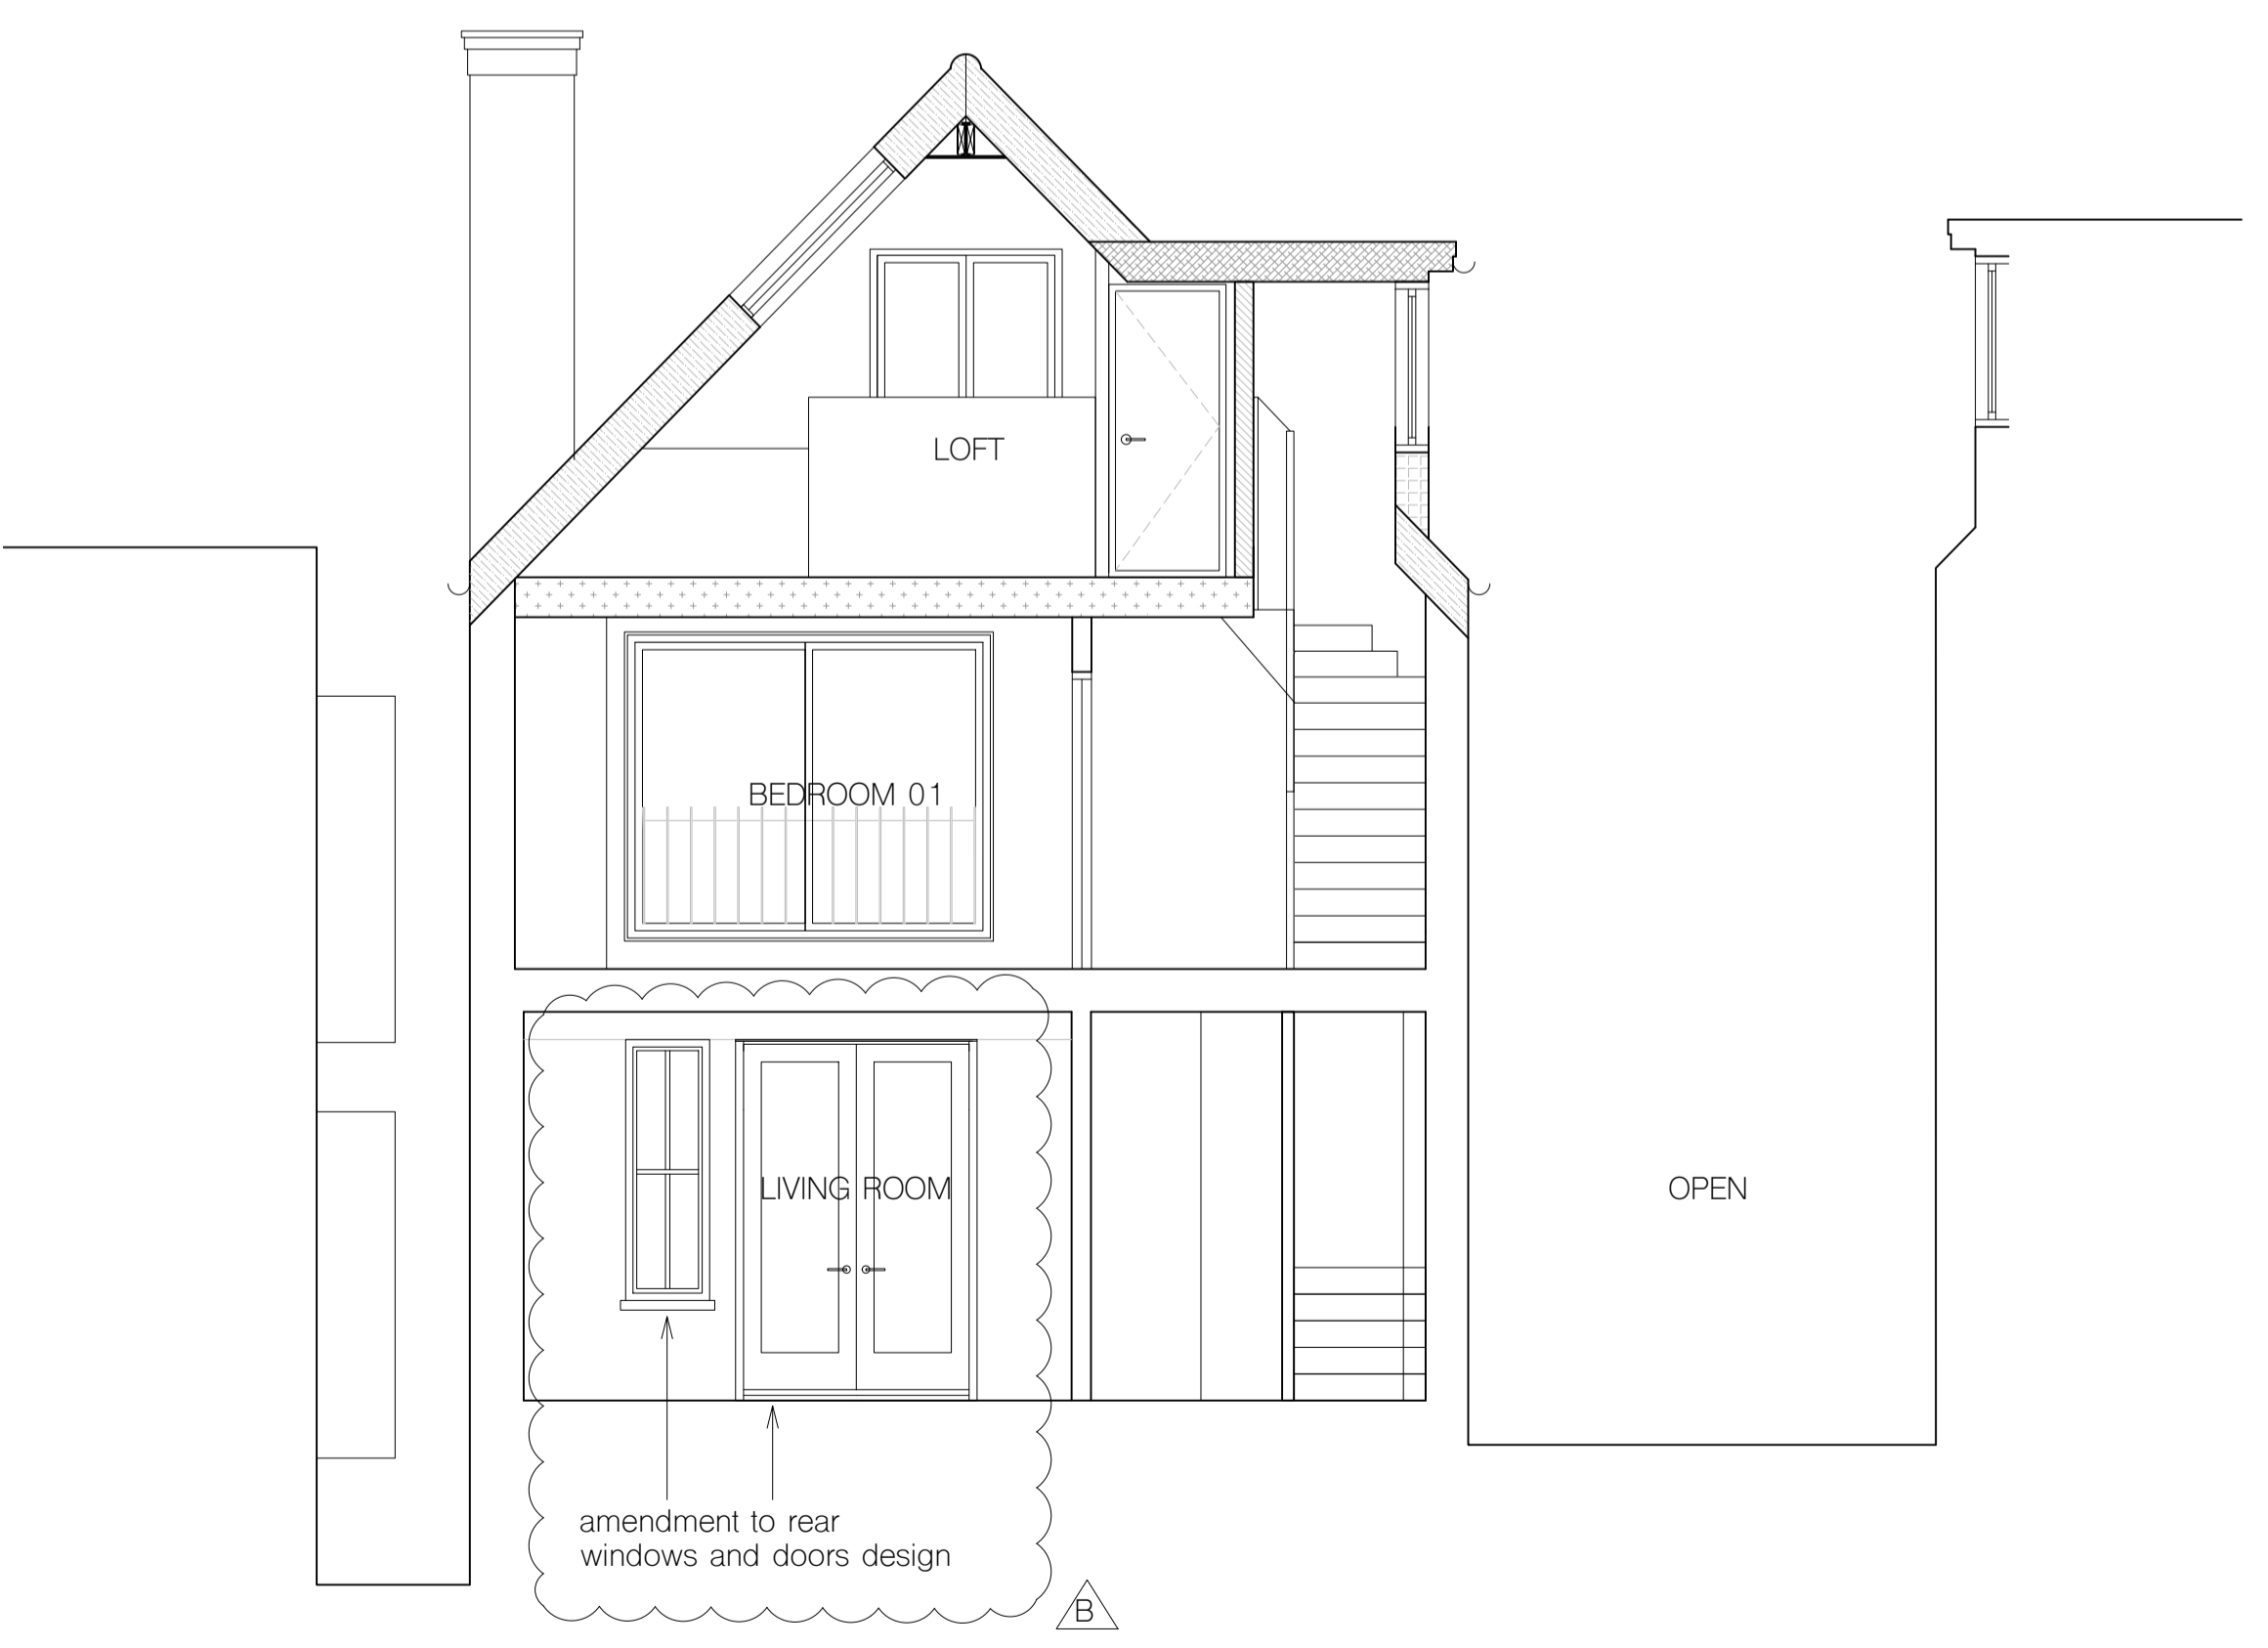 LOFT
BEDROOM 01
LIVING ROOM
OPEN
amendment to rear
windows and doors design
B